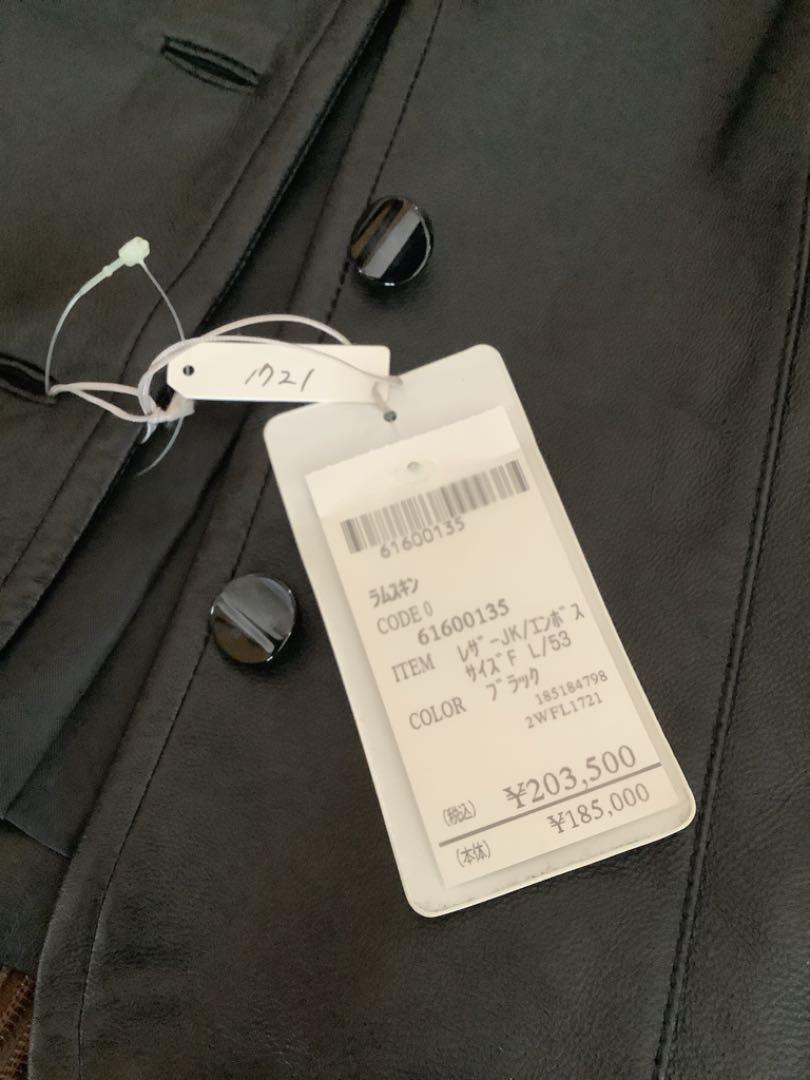 1721
61600135
ラムスキン
CODE 0
61600135
ITEM レザーJK/エンボス
サイズF L/53
COLOR ブラック
185184798
2WFL1721
(税込) ¥203,500
(本体) ¥185,000